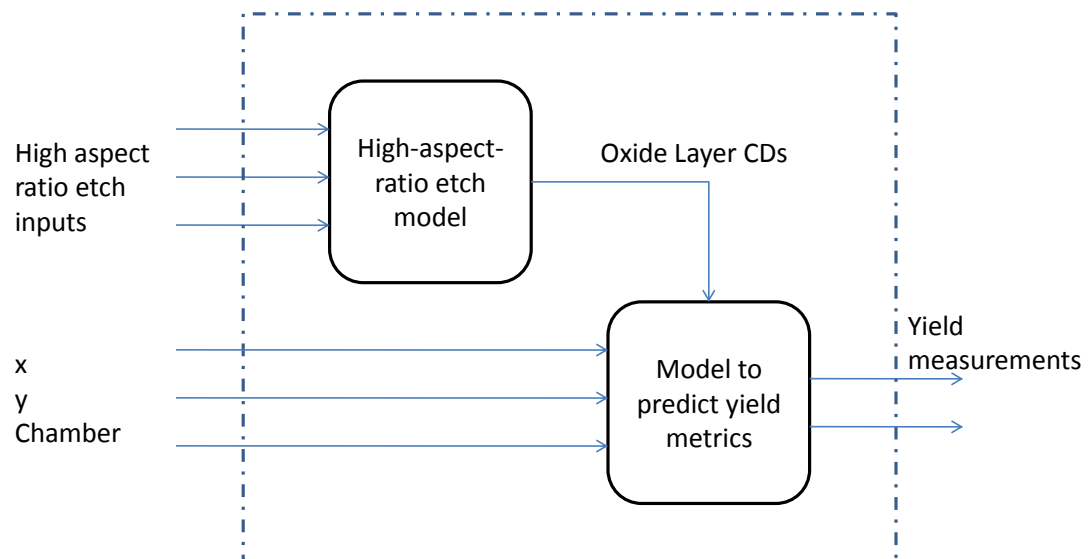 High aspect
ratio etch
inputs
High-aspect-
ratio etch
model
Oxide Layer CDs
x
y
Chamber
Model to
predict yield
metrics
Yield
measurements